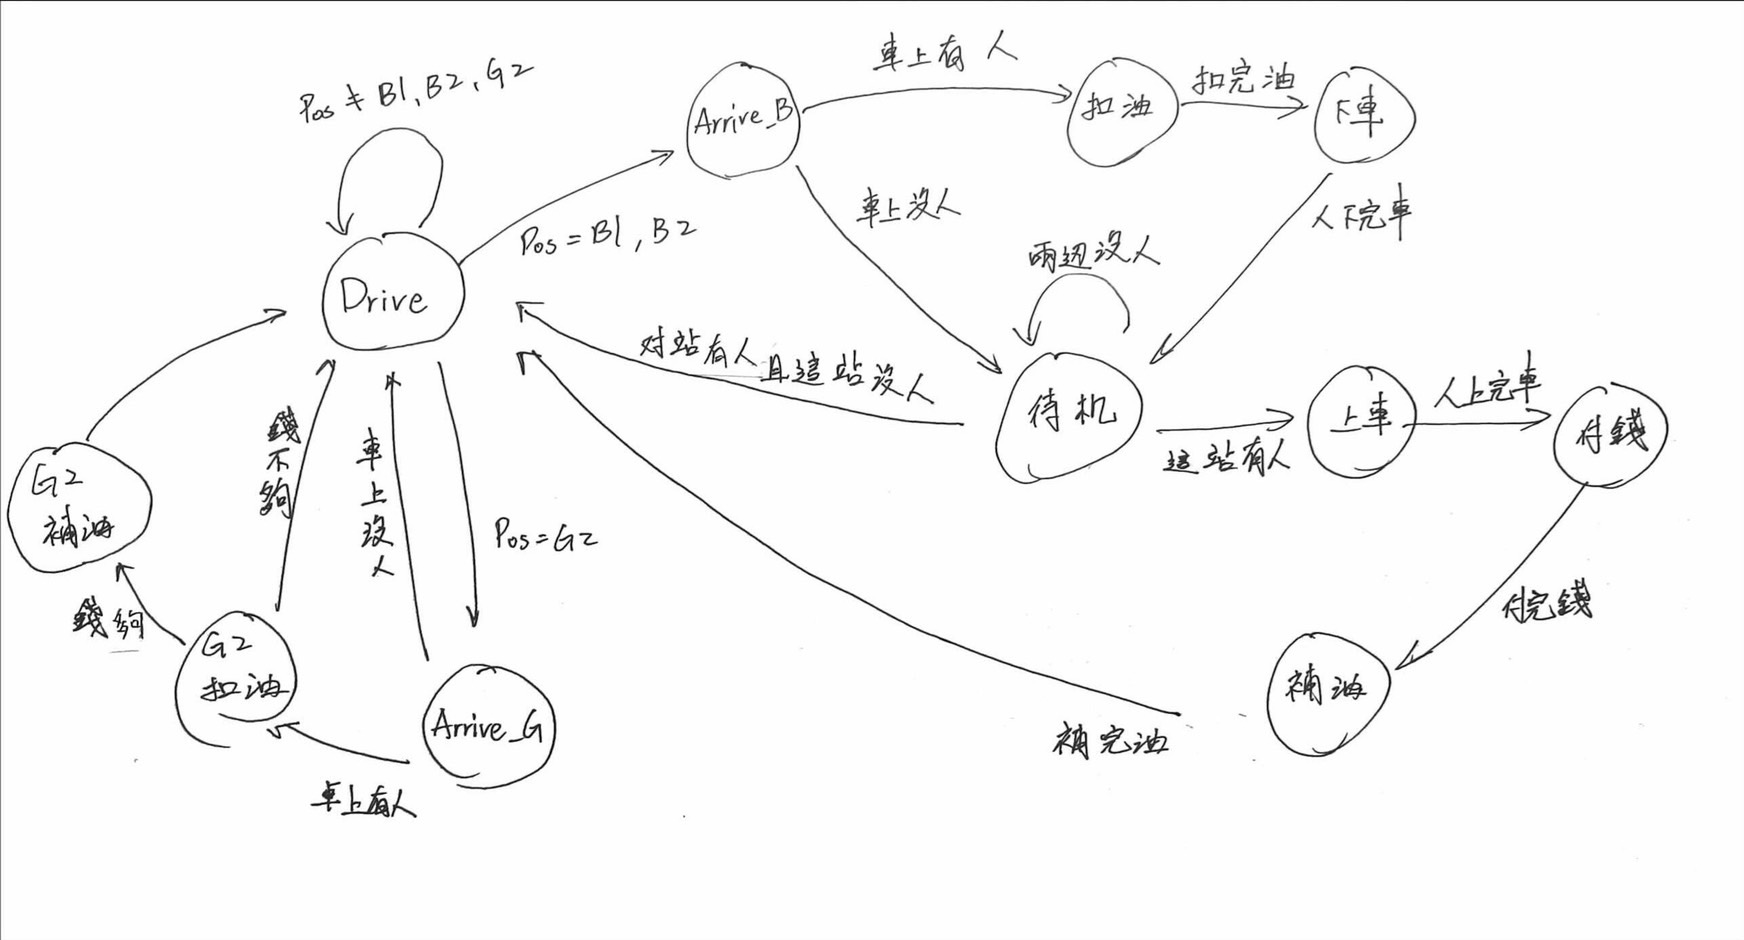 Pos ≠ B1, B2, G2
Arrive_B
車上有人
扣油
扣完油
下車
Pos = B1, B2
車上沒人
人下完車
Drive
兩边沒人
对站有人且這站沒人
待机
這站有人
上車
人上完車
付錢
G2
補油
錢不夠
車上沒人
Pos = G2
付完錢
錢夠
G2
扣油
Arrive_G
車上有人
補完油
補油